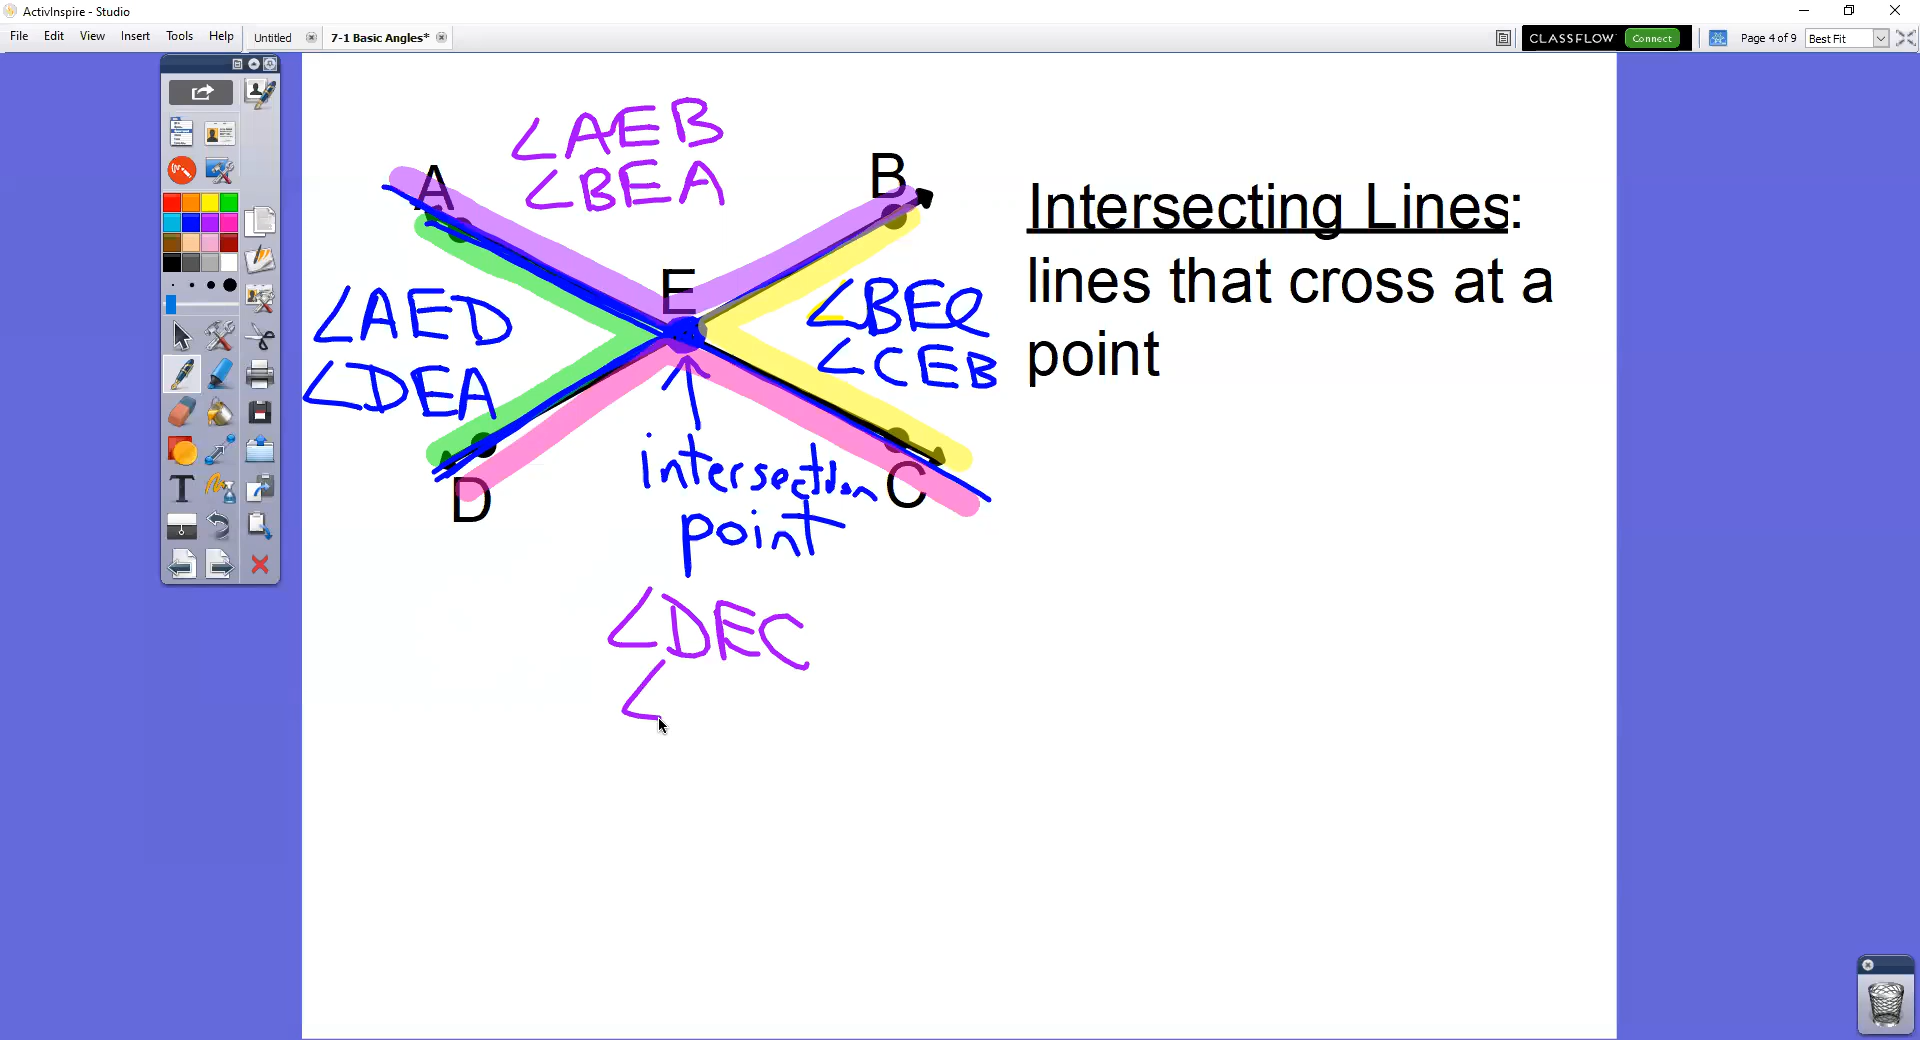 ActivInspire - Studio
File Edit View Insert Tools Help
Untitled
7-1 Basic Angles*
CLASSFLOW Connect
Page 4 of 9
Best Fit
∠AEB
∠BEA
A
B
E
Intersecting Lines:
lines that cross at a
point
∠AED
∠DEA
∠BEC
∠CEB
intersection
point
D
C
∠DEC
∠
T